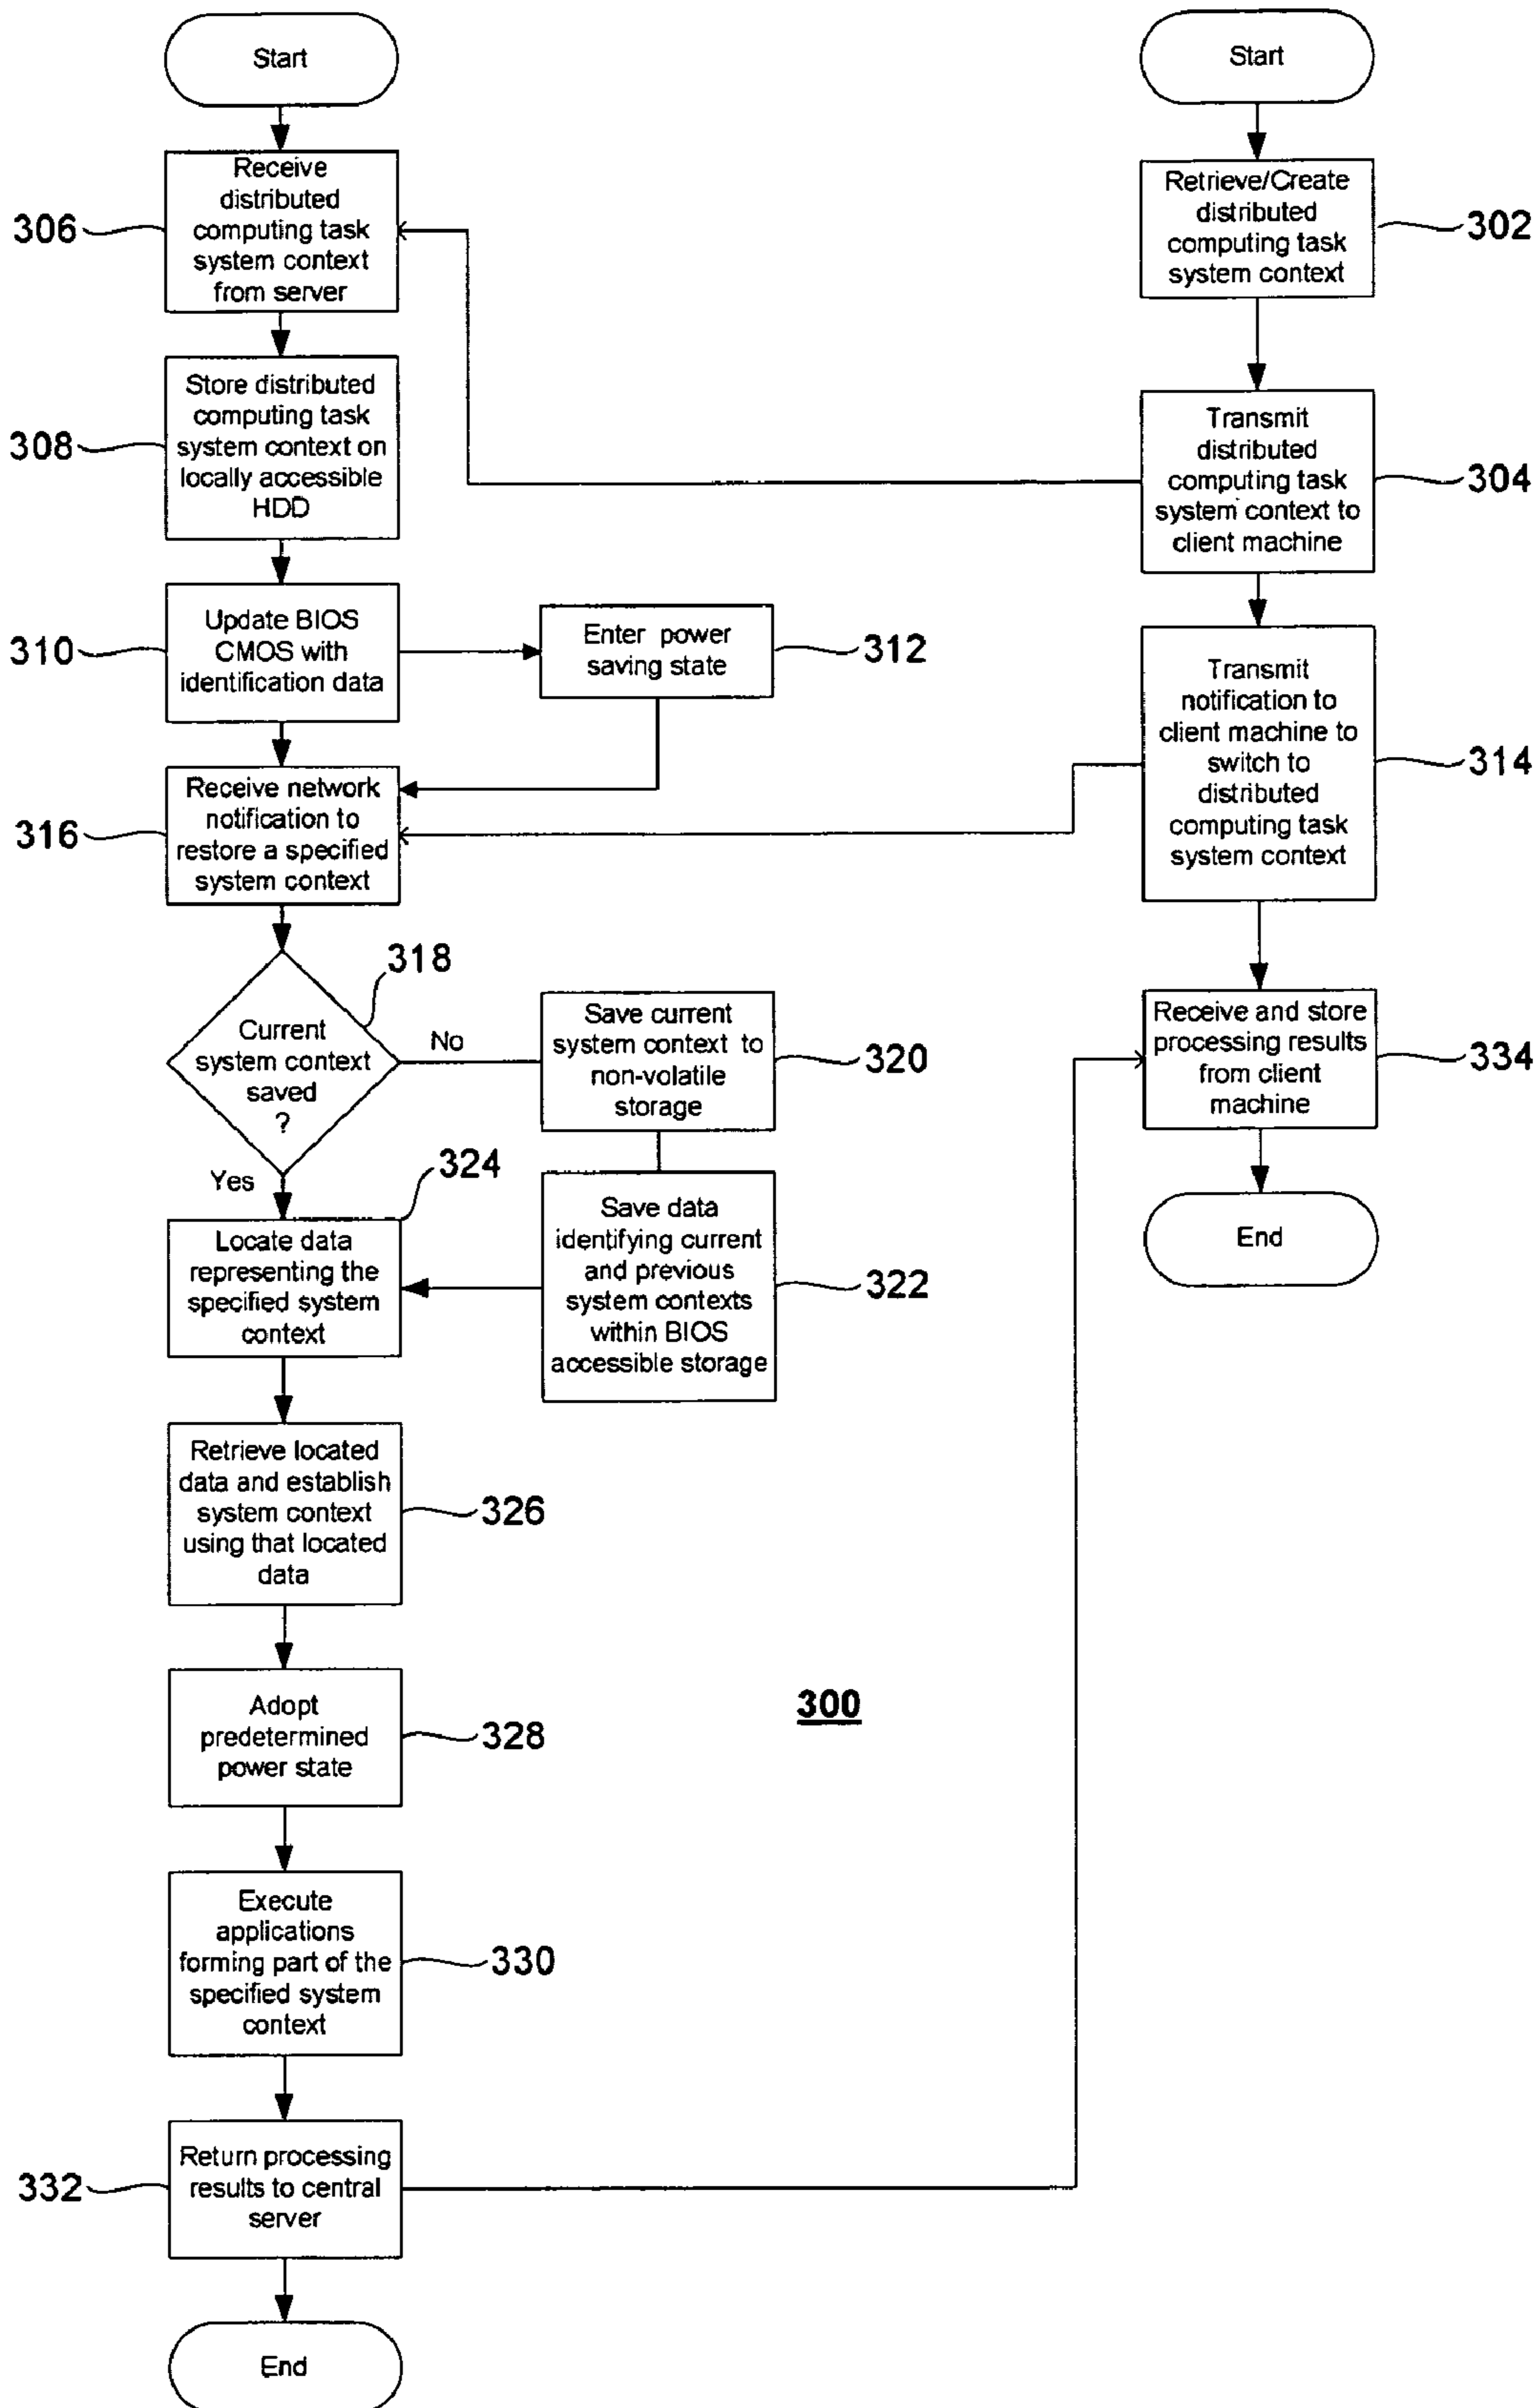 Start
Receive
distributed
computing task
system context
from server
306
Store distributed
computing task
system context on
locally accessible
HDD
308
Update BIOS
CMOS with
identification data
310
Enter power
saving state
312
Receive network
notification to
restore a specified
system context
316
318
Current
system context
saved
?
No
Yes
Save current
system context to
non-volatile
storage
320
Save data
identifying current
and previous
system contexts
within BIOS
accessible storage
322
324
Locate data
representing the
specified system
context
Retrieve located
data and establish
system context
using that located
data
326
Adopt
predetermined
power state
328
Execute
applications
forming part of the
specified system
context
330
Return processing
results to central
server
332
End
Start
Retrieve/Create
distributed
computing task
system context
302
Transmit
distributed
computing task
system context to
client machine
304
Transmit
notification to
client machine to
switch to
distributed
computing task
system context
314
Receive and store
processing results
from client
machine
334
End
300